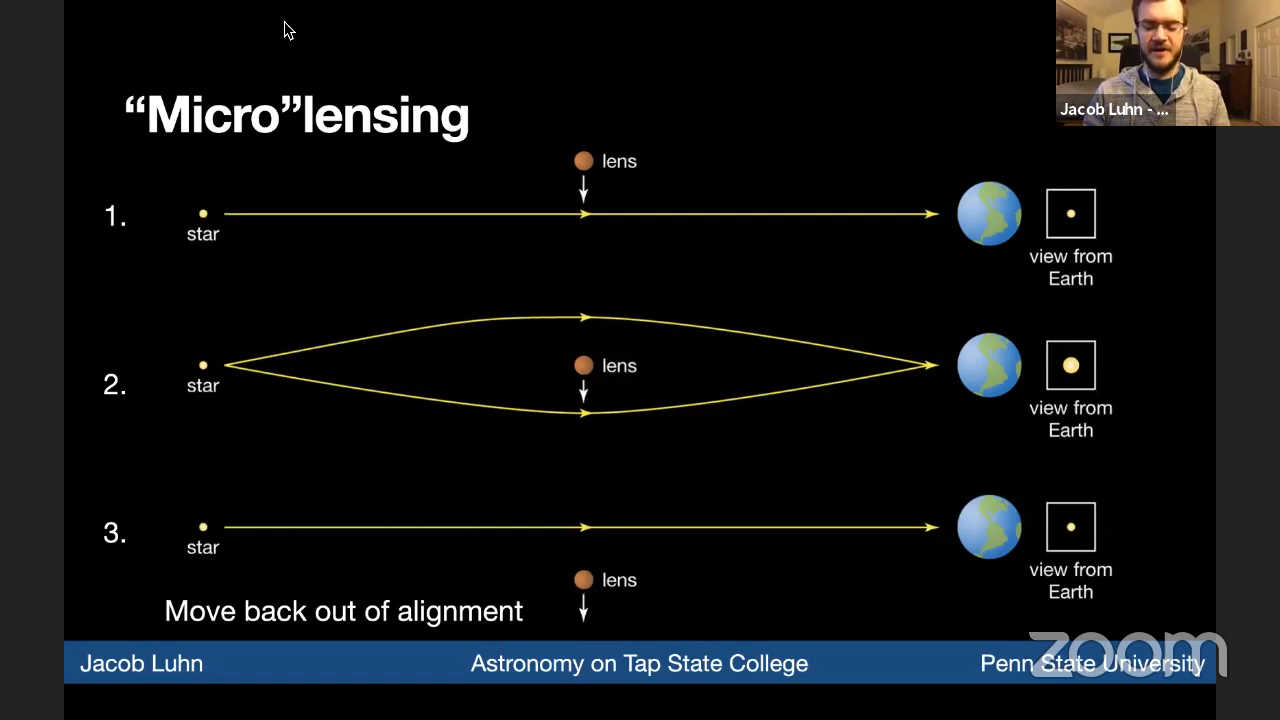 Jacob Luhn - ...
“Micro”lensing
lens
1.
star
view from
Earth
lens
2.
star
view from
Earth
3.
star
lens
view from
Earth
Move back out of alignment
zoom
Jacob Luhn
Astronomy on Tap State College
Penn State University